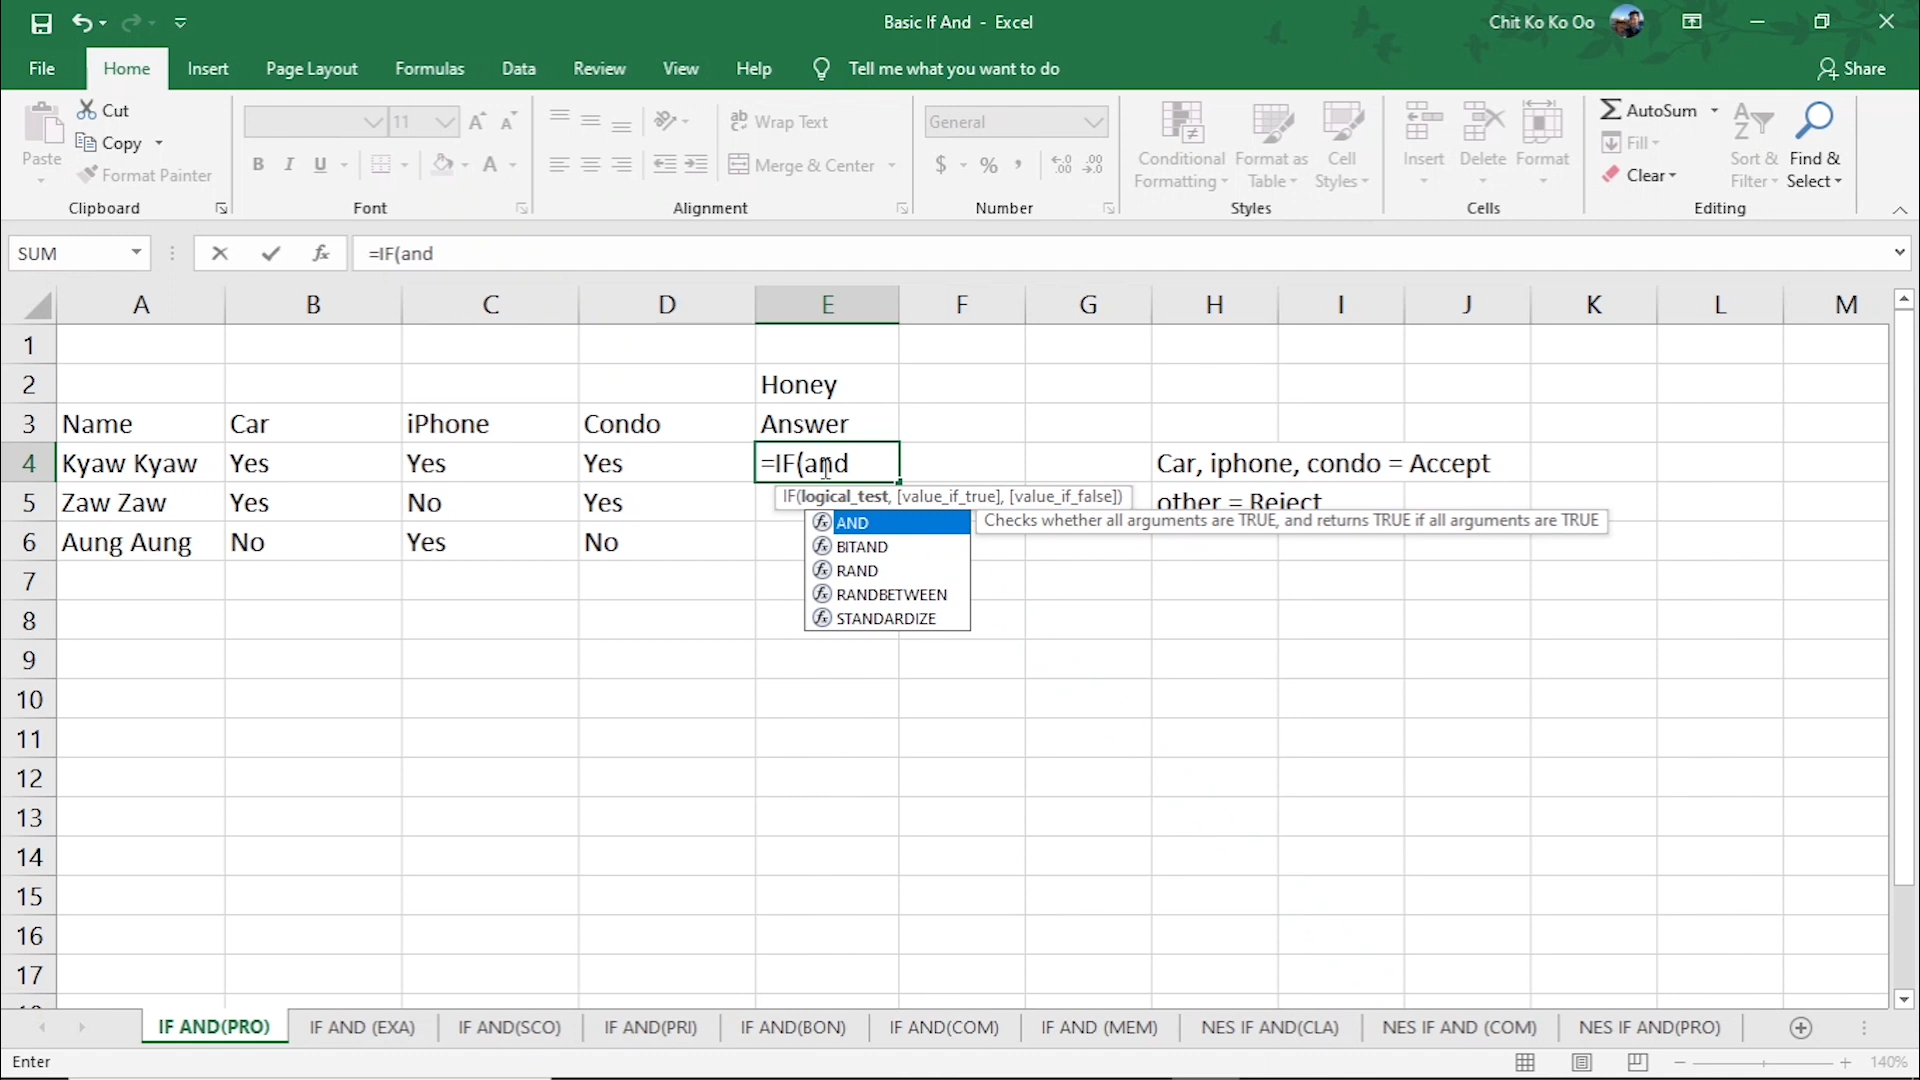 Basic If And - Excel
Chit Ko Ko Oo
File Home Insert Page Layout Formulas Data Review View Help Tell me what you want to do Share
Paste Cut Copy Format Painter Clipboard
11 B I U A Font
ab Wrap Text Merge & Center Alignment
General $ % , Number
Conditional Formatting Format as Table Cell Styles Styles
Insert Delete Format Cells
AutoSum Fill Clear Sort & Filter Find & Select Editing
SUM fx =IF(and
A B C D E F G H I J K L M
1
2 Honey
3 Name Car iPhone Condo Answer
4 Kyaw Kyaw Yes Yes Yes =IF(and Car, iphone, condo = Accept
IF(logical_test, [value_if_true], [value_if_false])
5 Zaw Zaw Yes No Yes other = Reject
AND Checks whether all arguments are TRUE, and returns TRUE if all arguments are TRUE
6 Aung Aung No Yes No
BITAND
RAND
RANDBETWEEN
STANDARDIZE
7
8
9
10
11
12
13
14
15
16
17
IF AND(PRO) IF AND (EXA) IF AND(SCO) IF AND(PRI) IF AND(BON) IF AND(COM) IF AND (MEM) NES IF AND(CLA) NES IF AND (COM) NES IF AND(PRO)
Enter 140%